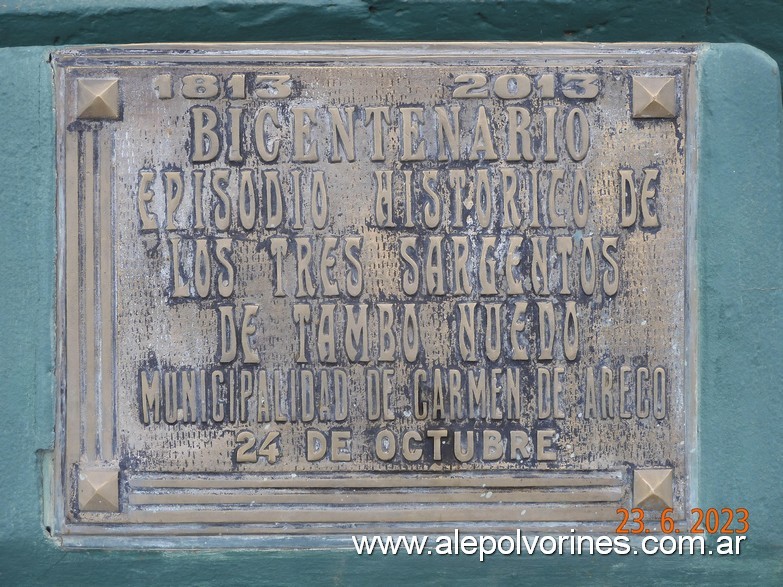 1813 2013
BICENTENARIO
EPISODIO HISTORICO DE
LOS TRES SARGENTOS
DE TAMBO NUEDO
MUNICIPALIDAD DE CARMEN DE ARECO
24 DE OCTUBRE
23. 6. 2023
www.alepolvorines.com.ar